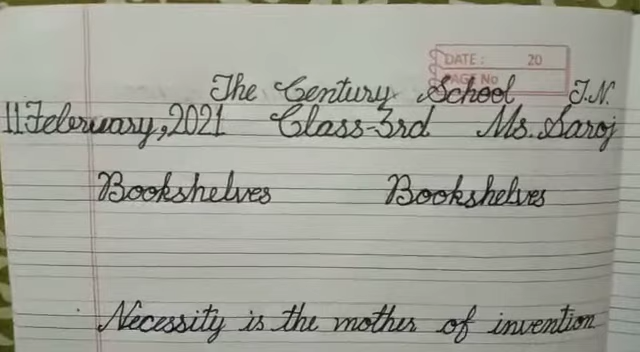 DATE : 20
PAGE No
The Century School J.N.
11 February, 2021 Class-3rd Ms. Saroj
Bookshelves Bookshelves
Necessity is the mother of invention